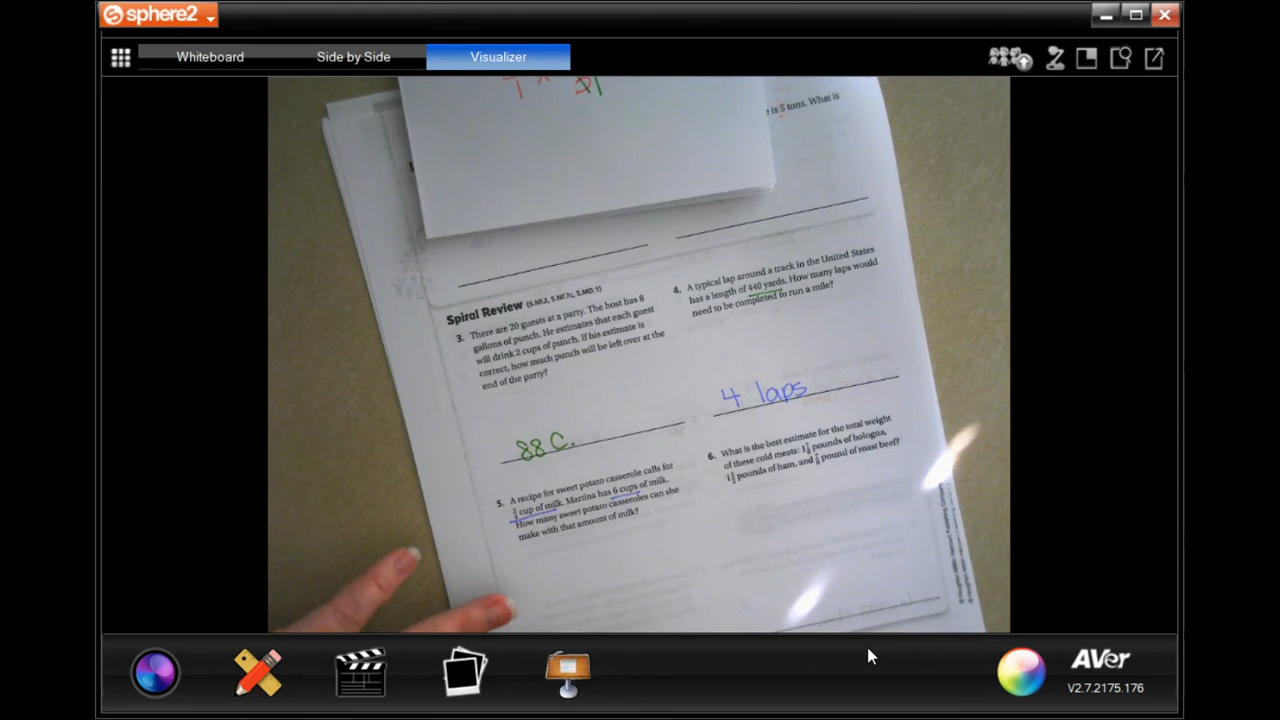 sphere2
Whiteboard
Side by Side
Visualizer
is 5 tons. What is
Spiral Review (5.NF.2, 5.NF.7c, 5.MD.1)
3. There are 20 guests at a party. The host has 8
gallons of punch. He estimates that each guest
will drink 2 cups of punch. If his estimate is
correct, how much punch will be left over at the
end of the party?
88 C.
4. A typical lap around a track in the United States
has a length of 440 yards. How many laps would
need to be completed to run a mile?
4 laps
5. A recipe for sweet potato casserole calls for
3/4 cup of milk. Martina has 6 cups of milk.
How many sweet potato casseroles can she
make with that amount of milk?
6. What is the best estimate for the total weight
of these cold meats: 1 7/8 pounds of bologna,
pounds of ham, and 7/8 pound of roast beef?
AVer
V2.7.2175.176